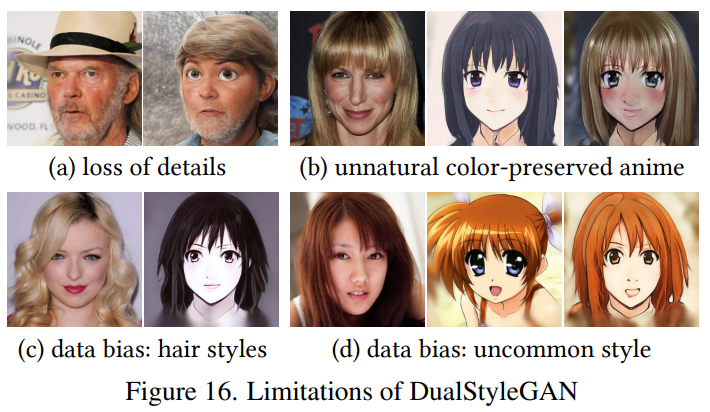 (a) loss of details
(b) unnatural color-preserved anime
(c) data bias: hair styles
(d) data bias: uncommon style
Figure 16. Limitations of DualStyleGAN